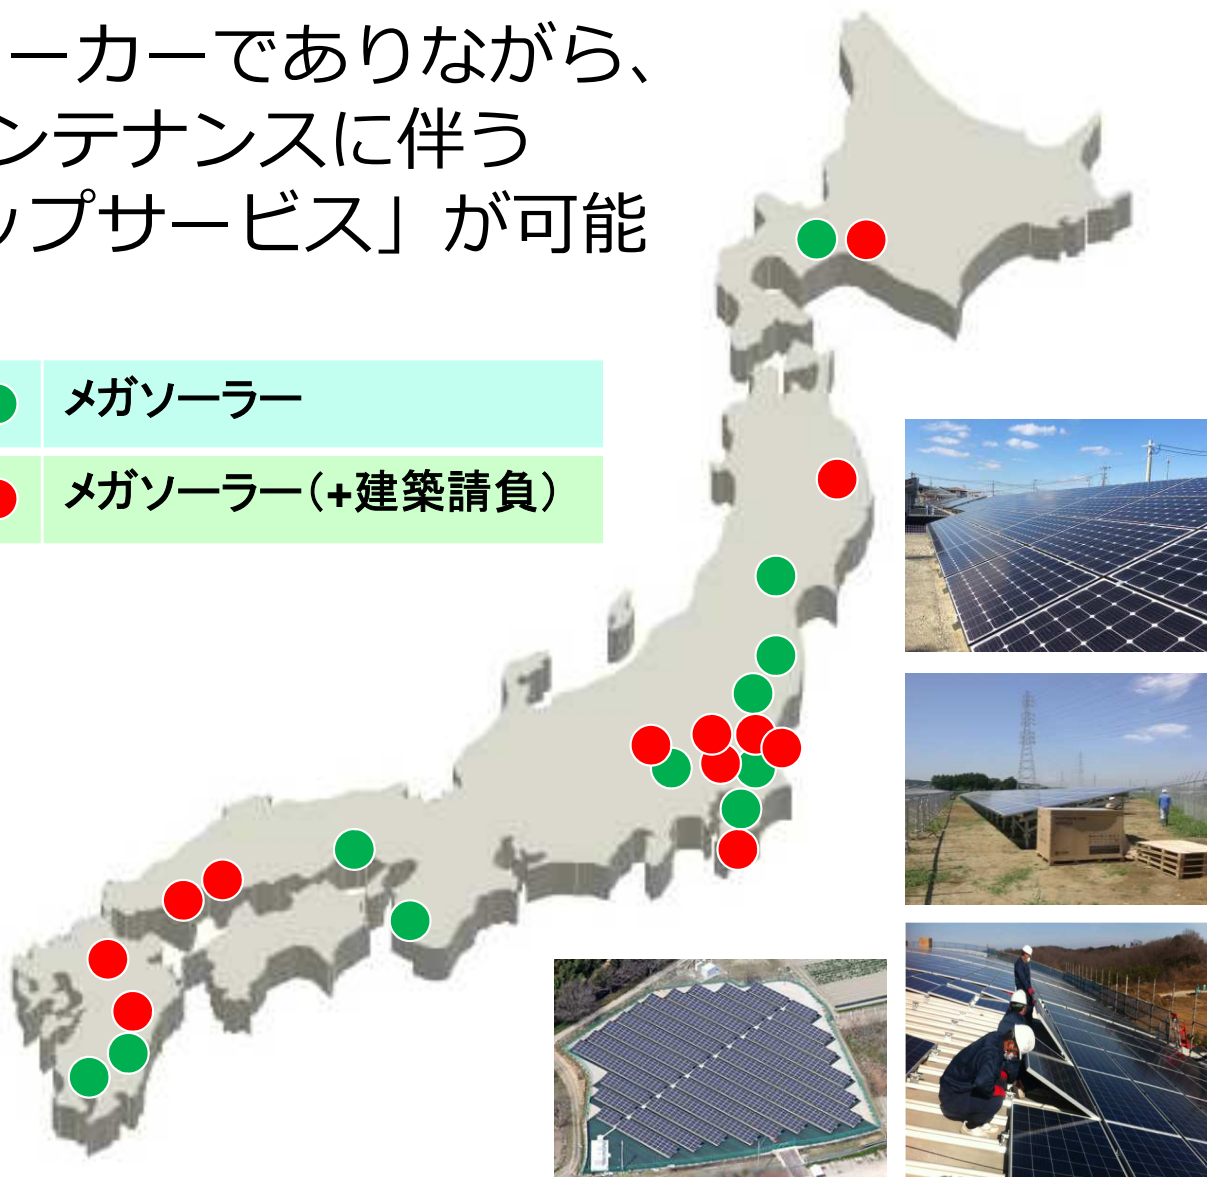 ーカーでありながら、
ンテナンスに伴う
ップサービス」が可能
メガソーラー
メガソーラー(+建築請負)